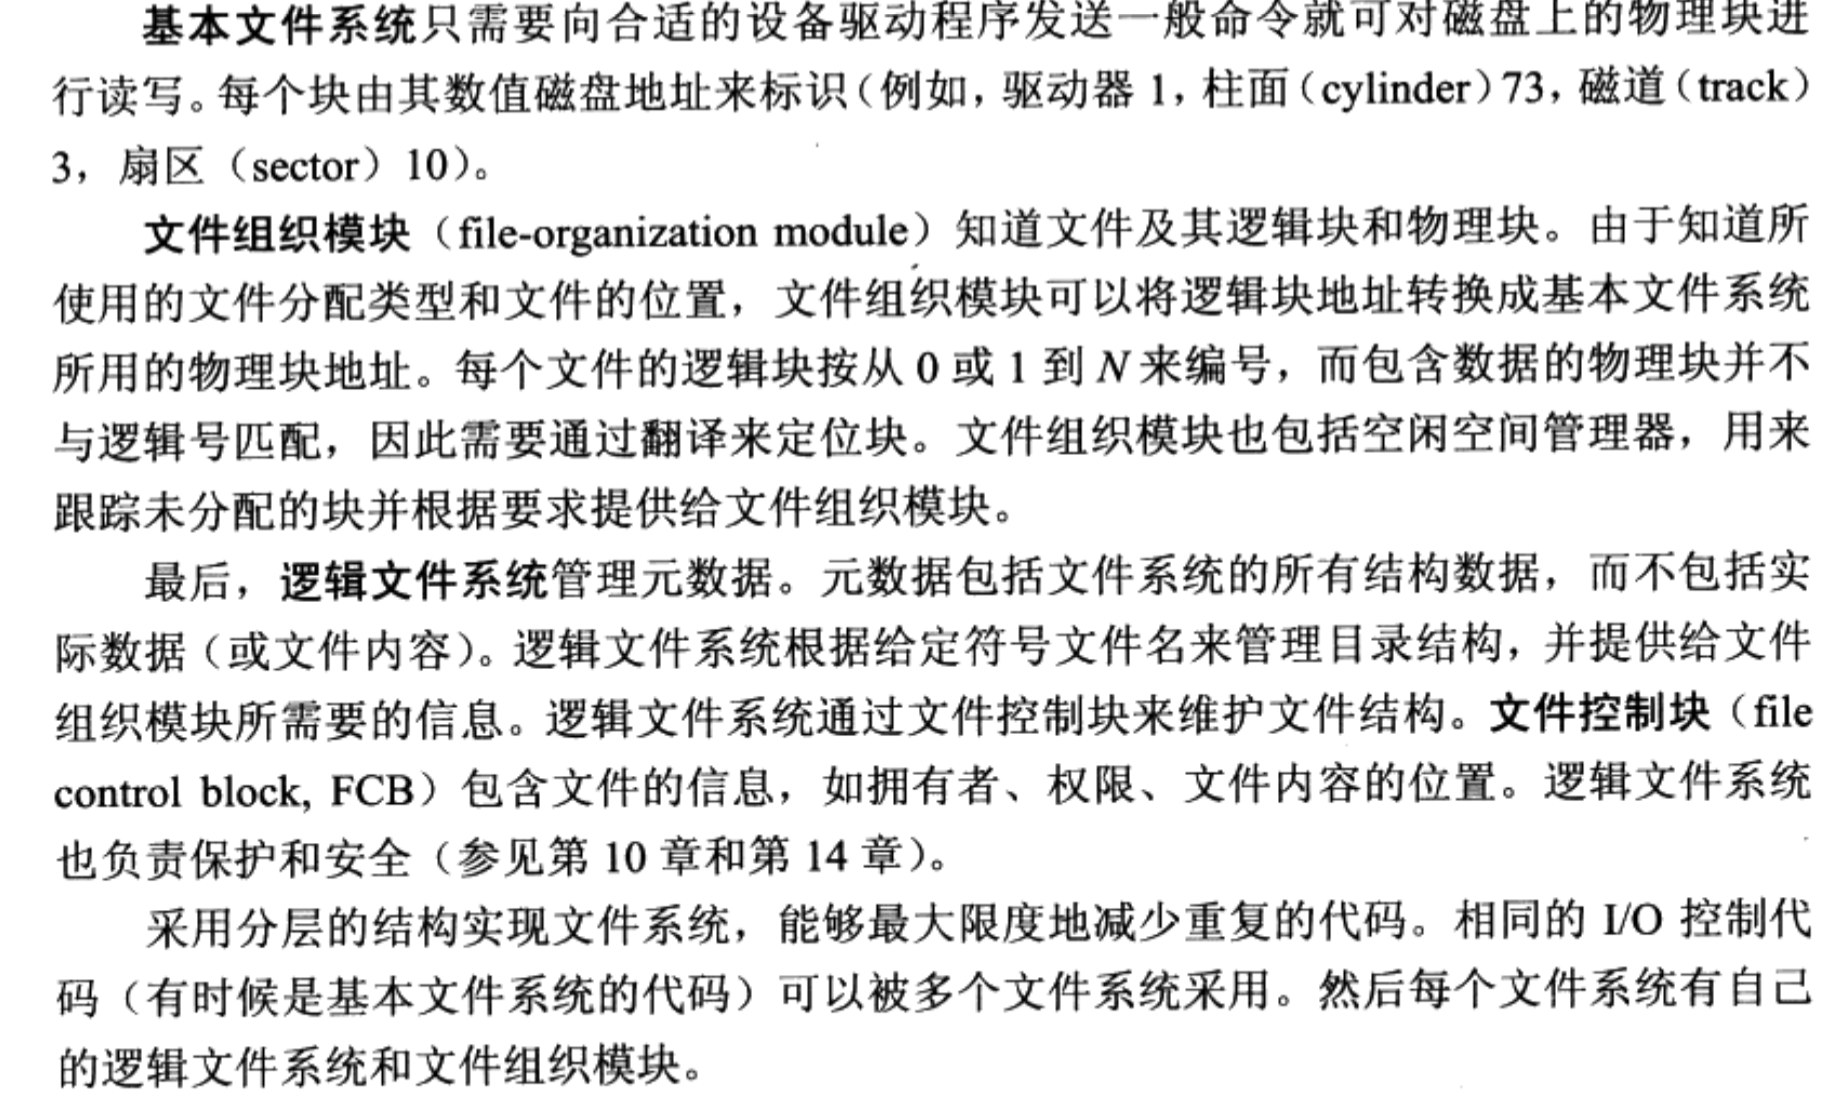 基本文件系统只需要向合适的设备驱动程序发送一般命令就可对磁盘上的物理块进
行读写。每个块由其数值磁盘地址来标识（例如，驱动器 1，柱面（cylinder）73，磁道（track）
3，扇区（sector）10）。
文件组织模块（file-organization module）知道文件及其逻辑块和物理块。由于知道所
使用的文件分配类型和文件的位置，文件组织模块可以将逻辑块地址转换成基本文件系统
所用的物理块地址。每个文件的逻辑块按从 0 或 1 到 N 来编号，而包含数据的物理块并不
与逻辑号匹配，因此需要通过翻译来定位块。文件组织模块也包括空闲空间管理器，用来
跟踪未分配的块并根据要求提供给文件组织模块。
最后，逻辑文件系统管理元数据。元数据包括文件系统的所有结构数据，而不包括实
际数据（或文件内容）。逻辑文件系统根据给定符号文件名来管理目录结构，并提供给文件
组织模块所需要的信息。逻辑文件系统通过文件控制块来维护文件结构。文件控制块（file
control block, FCB）包含文件的信息，如拥有者、权限、文件内容的位置。逻辑文件系统
也负责保护和安全（参见第 10 章和第 14 章）。
采用分层的结构实现文件系统，能够最大限度地减少重复的代码。相同的 I/O 控制代
码（有时候是基本文件系统的代码）可以被多个文件系统采用。然后每个文件系统有自己
的逻辑文件系统和文件组织模块。